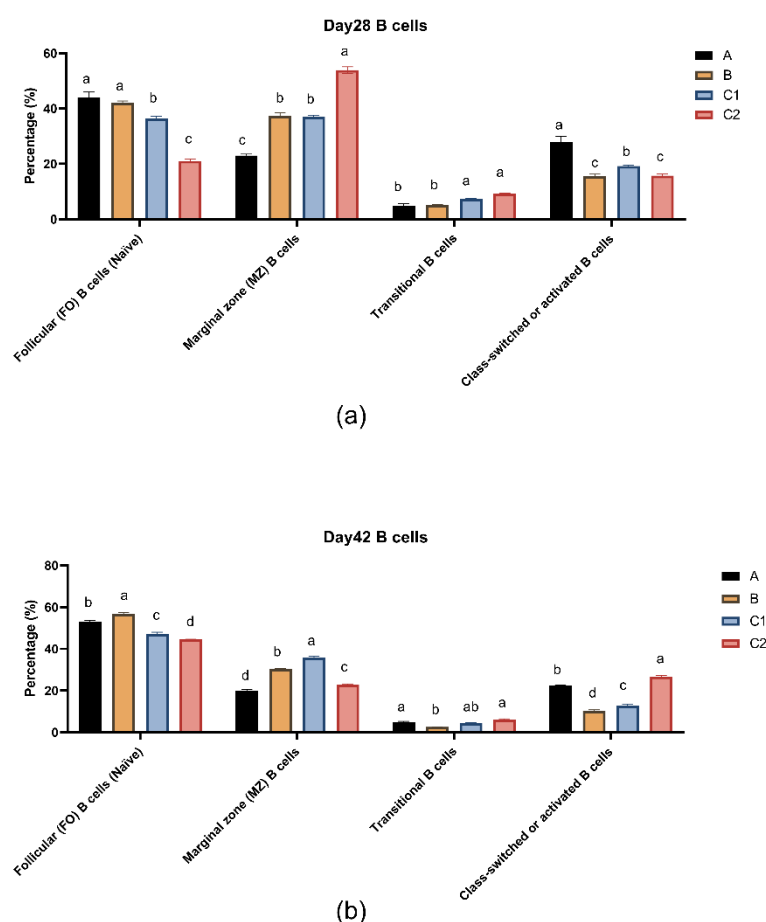 Day28 B cells
Percentage (%)
60
40
20
0
a a b c
c b b a
b b a a
a c b c
Follicular (FO) B cells (Naïve)
Marginal zone (MZ) B cells
Transitional B cells
Class-switched or activated B cells
A
B
C1
C2
(a)
Day42 B cells
Percentage (%)
80
60
40
20
0
b a c d
d b a c
a b ab a
b d c a
Follicular (FO) B cells (Naïve)
Marginal zone (MZ) B cells
Transitional B cells
Class-switched or activated B cells
A
B
C1
C2
(b)